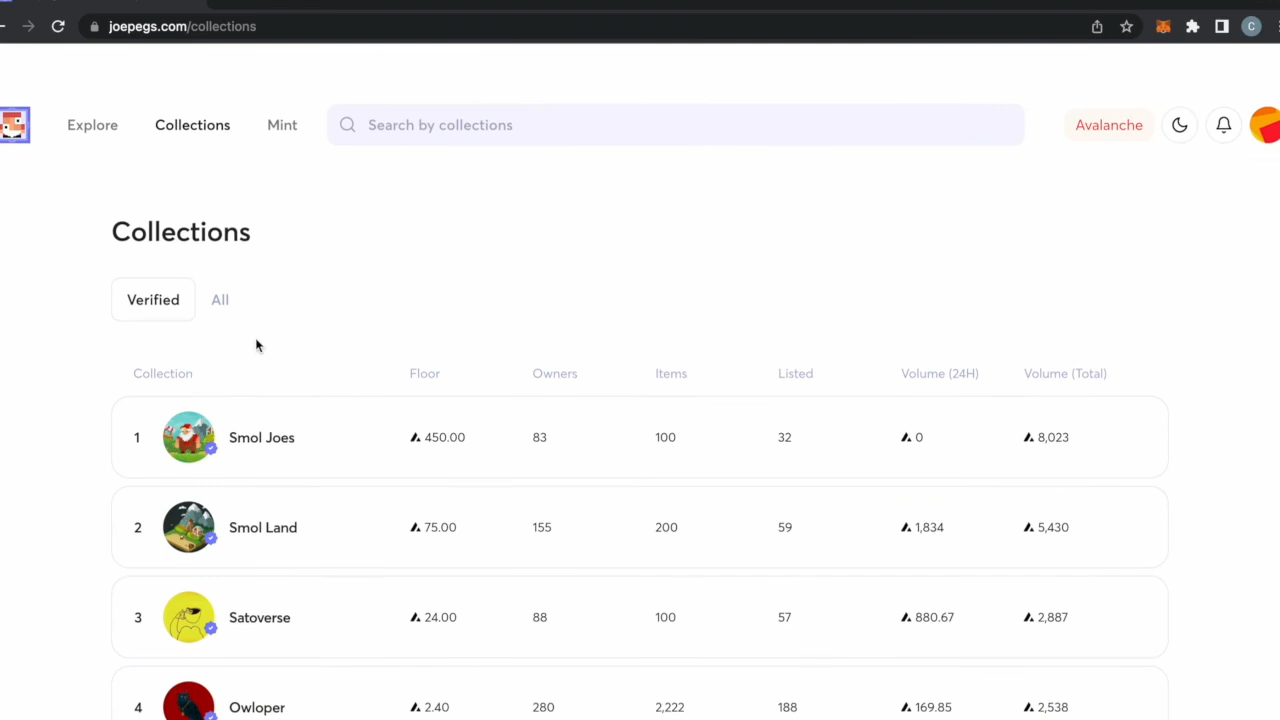 joepegs.com/collections
C
Explore Collections Mint Search by collections Avalanche
Collections
Verified All
Collection Floor Owners Items Listed Volume (24H) Volume (Total)
1 Smol Joes 450.00 83 100 32 0 8,023
2 Smol Land 75.00 155 200 59 1,834 5,430
3 Satoverse 24.00 88 100 57 880.67 2,887
4 Owloper 2.40 280 2,222 188 169.85 2,538